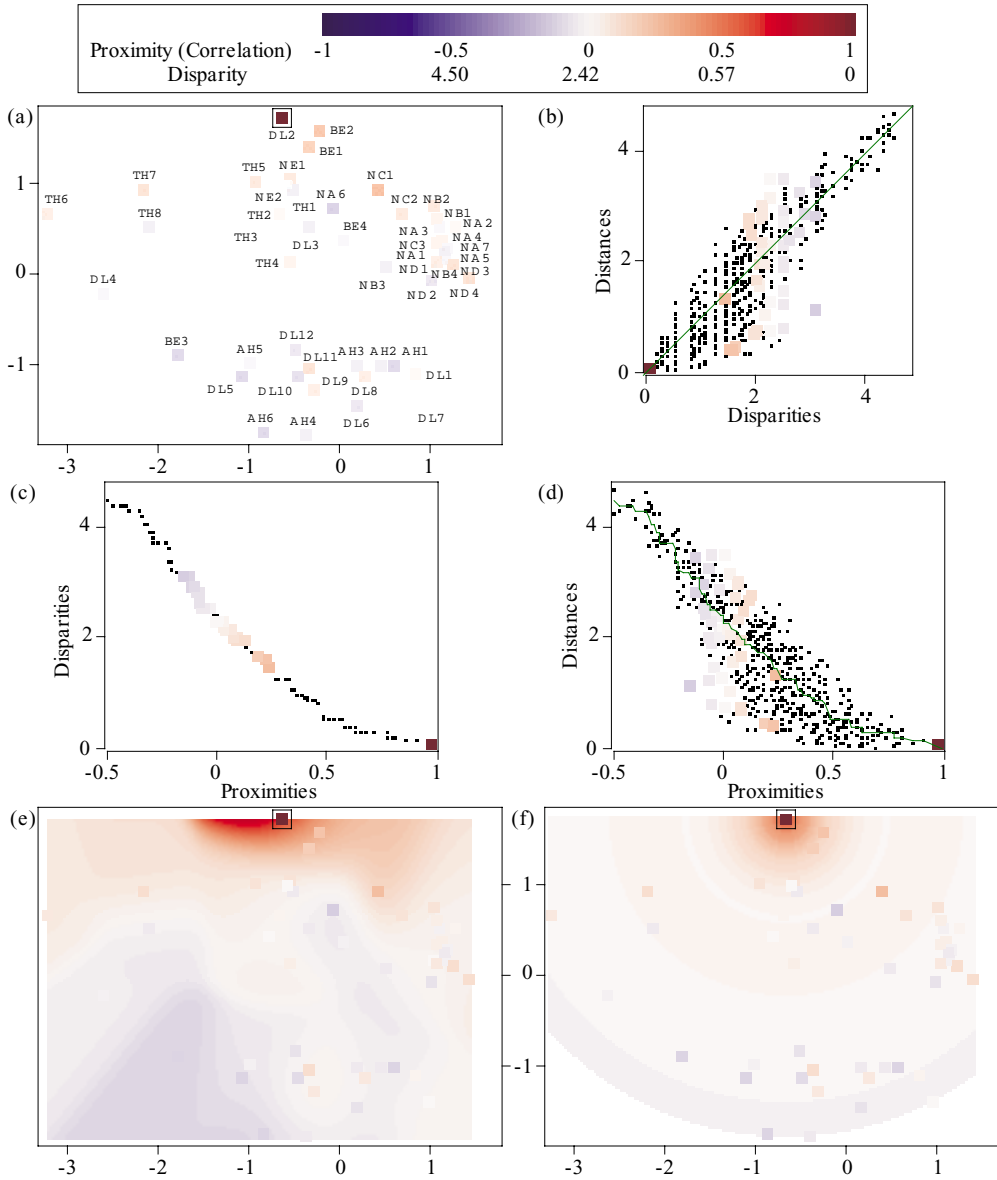 Proximity (Correlation) -1 -0.5 0 0.5 1
Disparity 4.50 2.42 0.57 0
(a)
DL2
BE2
BE1
TH7
TH5
NE1
NC1
TH6
NE2
NA6
NC2
NB2
TH8
TH2
TH1
NB1
NA2
BE4
NA3
NA4
TH3
DL3
NC3
NA7
NA1
NA5
TH4
ND1
NB4
ND3
DL4
NB3
ND2
ND4
DL12
BE3
AH5
DL11
AH3
AH2
AH1
DL1
DL5
DL10
DL9
DL8
AH6
AH4
DL6
DL7
1
0
-1
-3 -2 -1 0 1
(b)
4
2
0
Distances
0 2 4
Disparities
(c)
4
2
0
Disparities
-0.5 0 0.5 1
Proximities
(d)
4
2
0
Distances
-0.5 0 0.5 1
Proximities
(e)
-3 -2 -1 0 1
(f)
1
0
-1
-3 -2 -1 0 1